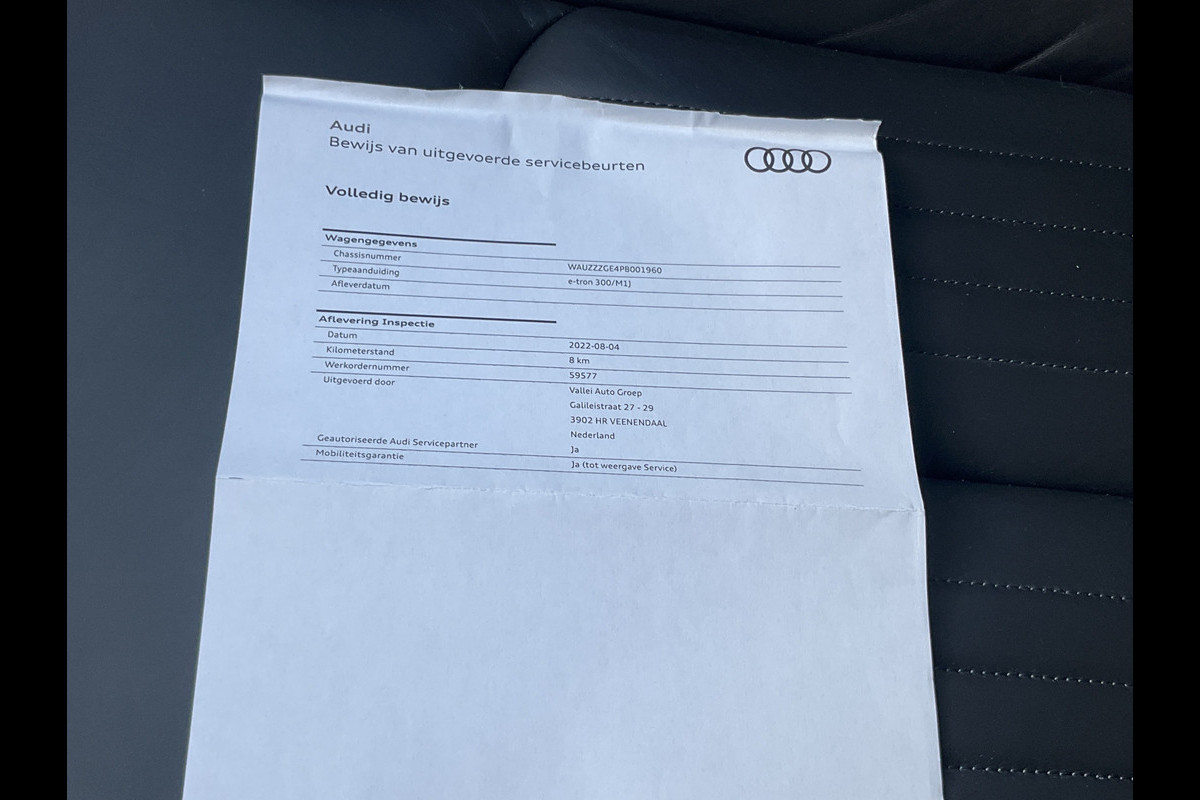 Audi
Bewijs van uitgevoerde servicebeurten
Volledig bewijs
Wagengegevens
Chassisnummer WAUZZZGE4PB001960
Typeaanduiding e-tron 300/M1J
Afleverdatum
Aflevering Inspectie
Datum 2022-08-04
Kilometerstand 8 km
Werkordernummer 59577
Uitgevoerd door Vallei Auto Groep
Galileistraat 27 - 29
3902 HR VEENENDAAL
Nederland
Geautoriseerde Audi Servicepartner Ja
Mobiliteitsgarantie Ja (tot weergave Service)